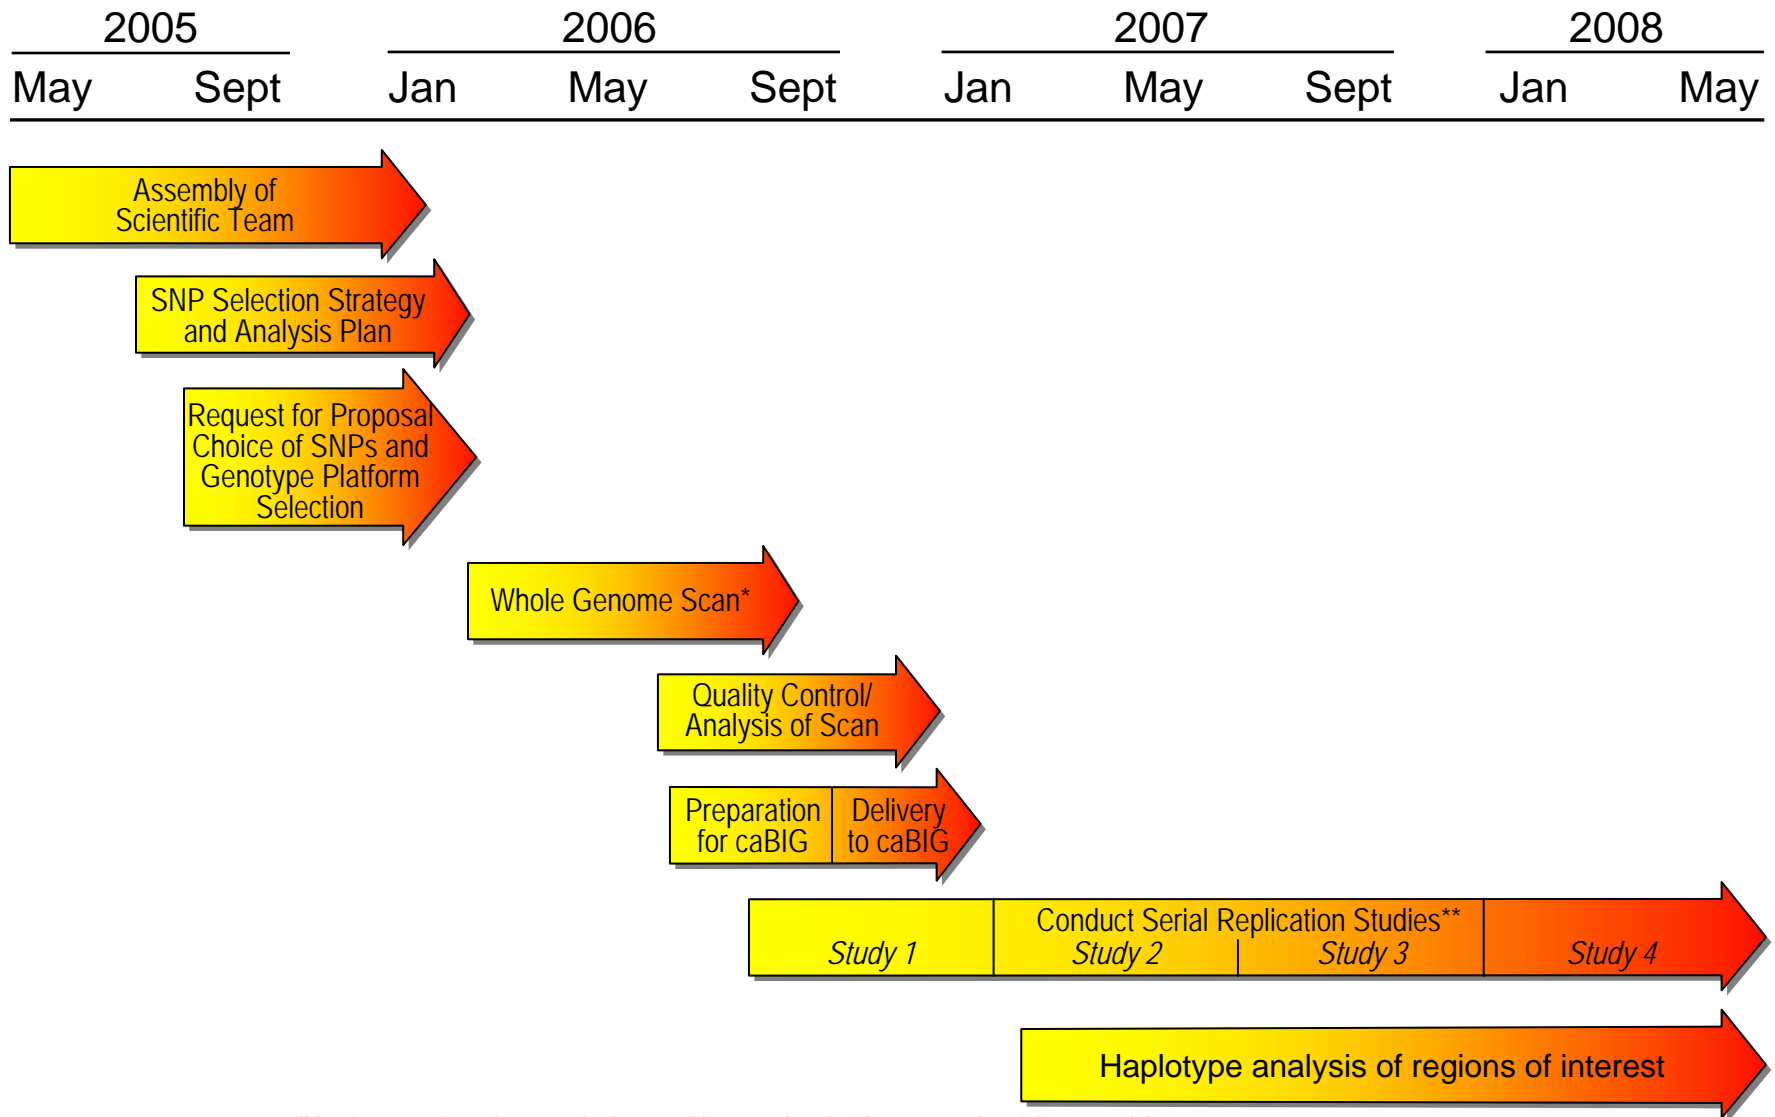 2005 2006 2007 2008
May Sept Jan May Sept Jan May Sept Jan May
Assembly of
Scientific Team
SNP Selection Strategy
and Analysis Plan
Request for Proposal
Choice of SNPs and
Genotype Platform
Selection
Whole Genome Scan*
Quality Control/
Analysis of Scan
Preparation
for caBIG
Delivery
to caBIG
Conduct Serial Replication Studies**
Study 1 Study 2 Study 3 Study 4
Haplotype analysis of regions of interest